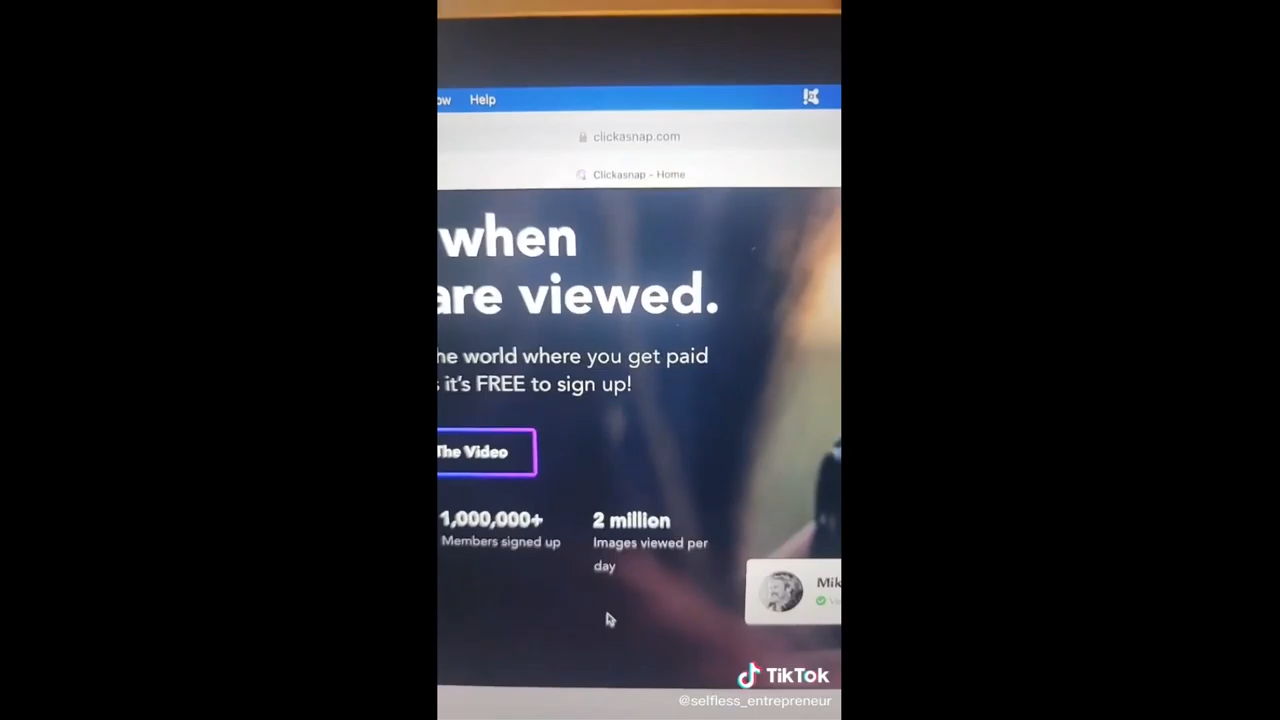 ow Help
clickasnap.com
Clickasnap - Home
when
are viewed.
he world where you get paid
s it's FREE to sign up!
The Video
1,000,000+
Members signed up
2 million
Images viewed per
day
Mik
TikTok
@selfless_entrepreneur